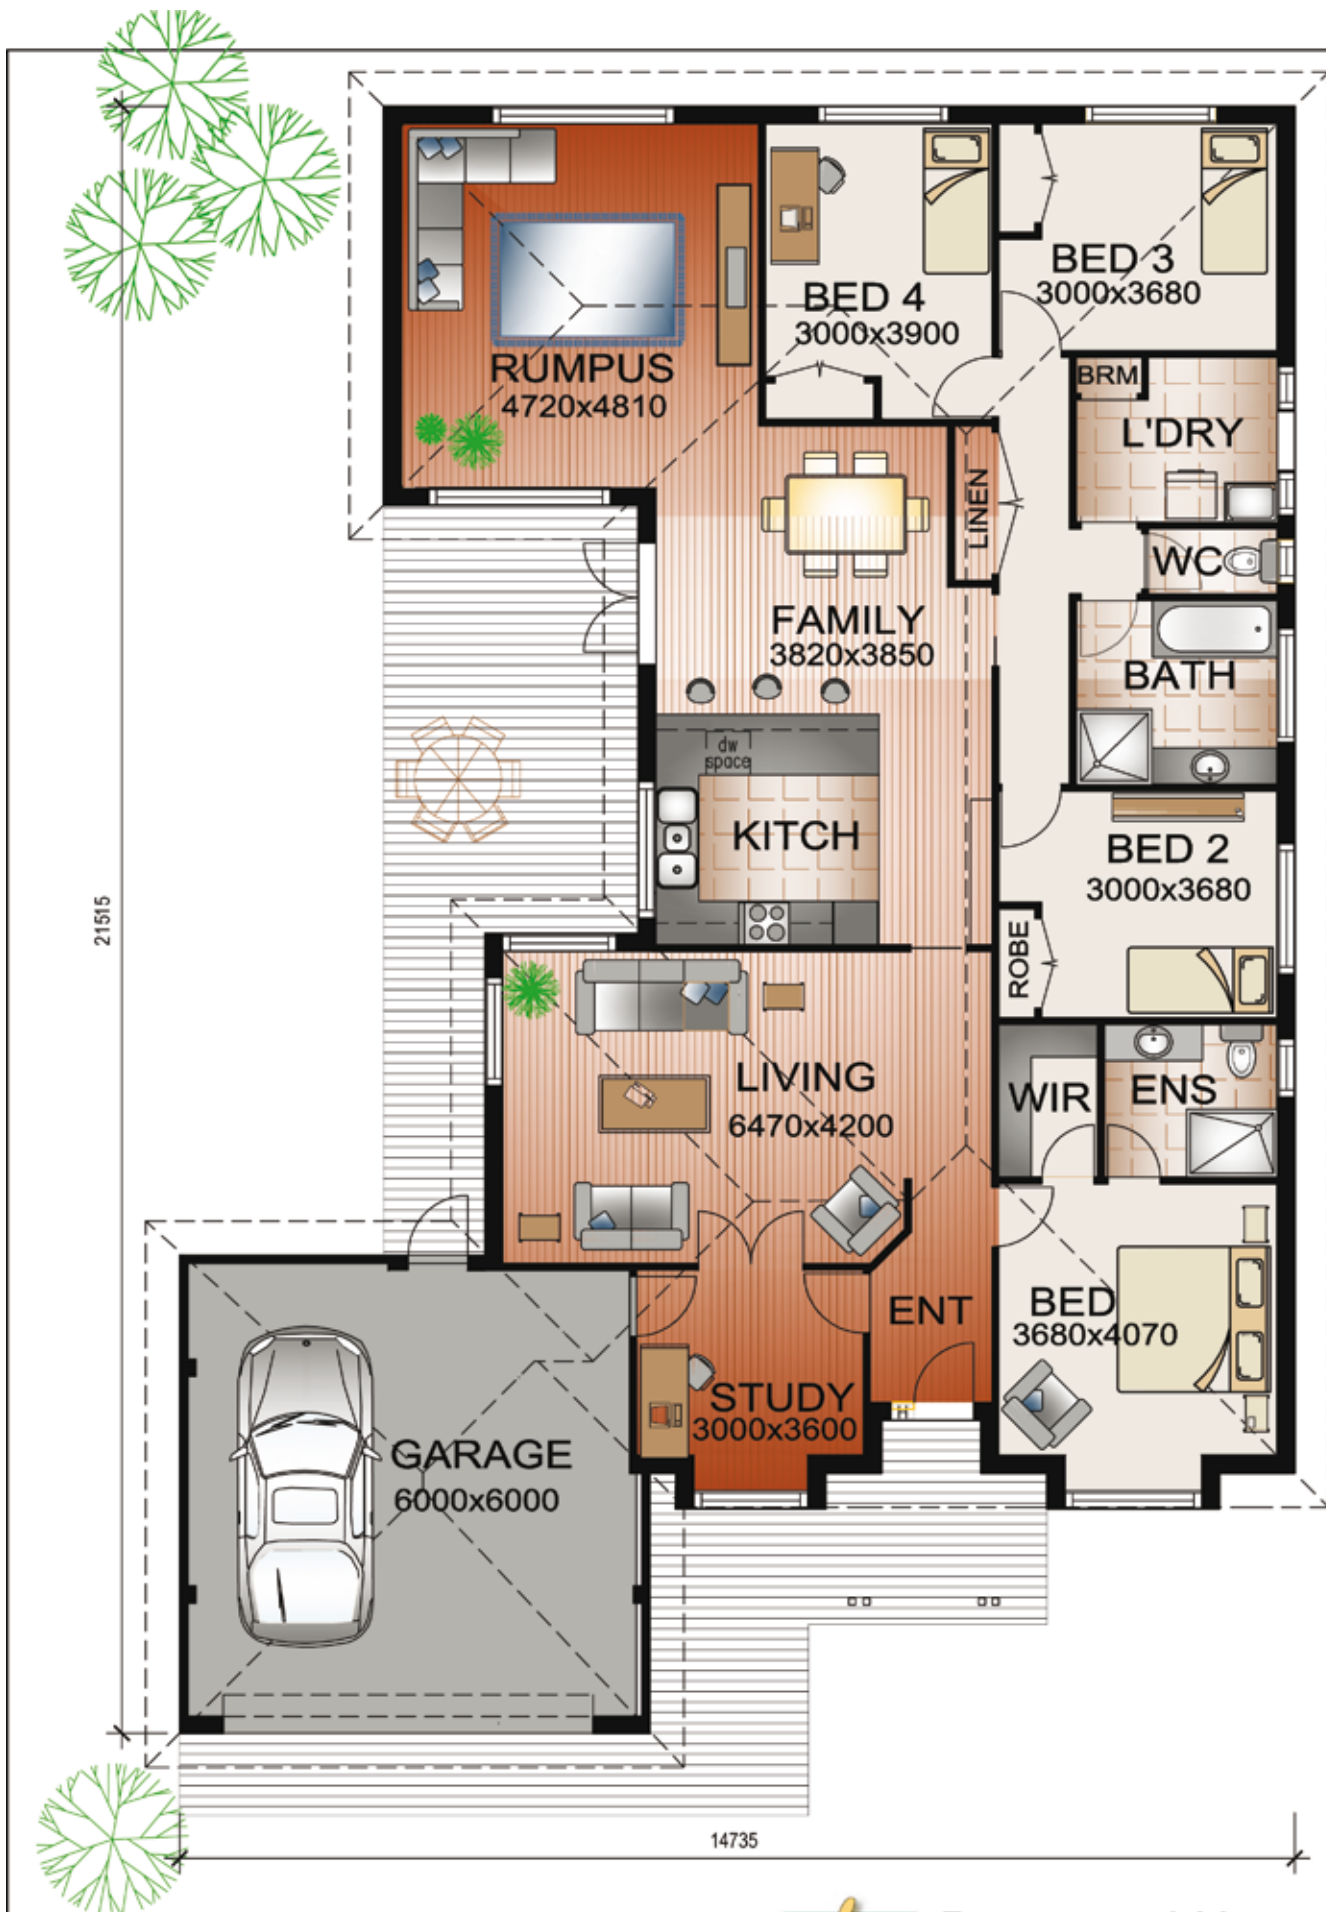 BED 3
3000x3680
BED 4
3000x3900
RUMPUS
4720x4810
BRM
L'DRY
LINEN
WC
FAMILY
3820x3850
BATH
dw
space
KITCH
BED 2
3000x3680
21515
ROBE
LIVING
6470x4200
WIR
ENS
ENT
BED
3680x4070
STUDY
3000x3600
GARAGE
6000x6000
14735